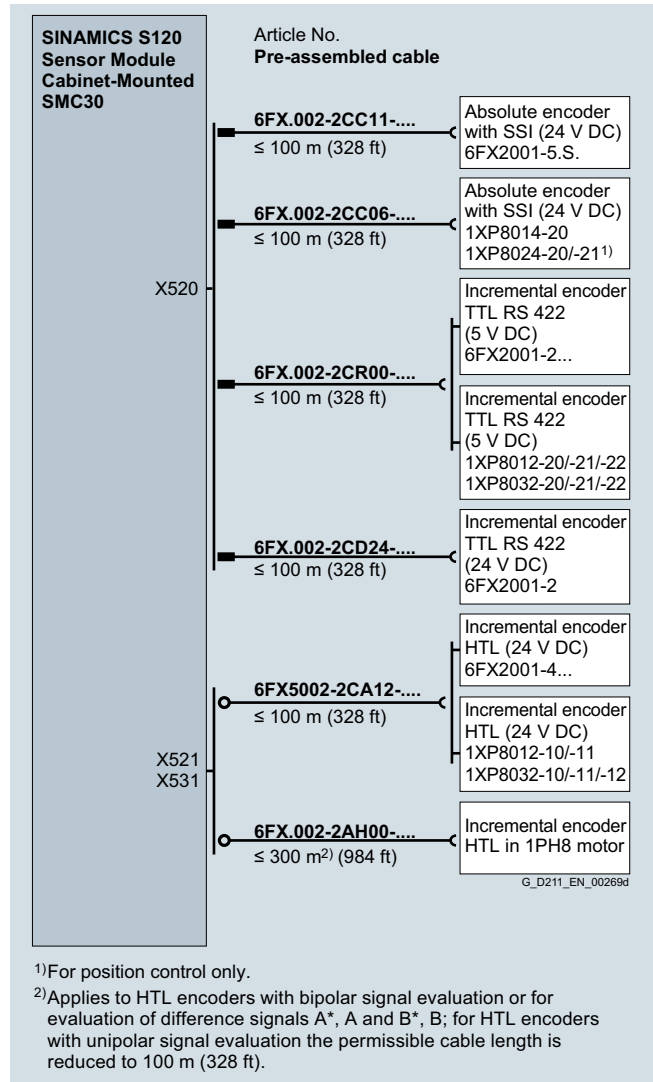 SINAMICS S120
Sensor Module
Cabinet-Mounted
SMC30
Article No.
Pre-assembled cable
6FX.002-2CC11-....
≤ 100 m (328 ft)
Absolute encoder
with SSI (24 V DC)
6FX2001-5.S.
6FX.002-2CC06-....
≤ 100 m (328 ft)
Absolute encoder
with SSI (24 V DC)
1XP8014-20
1XP8024-20/-21¹⁾
X520
6FX.002-2CR00-....
≤ 100 m (328 ft)
Incremental encoder
TTL RS 422
(5 V DC)
6FX2001-2...
Incremental encoder
TTL RS 422
(5 V DC)
1XP8012-20/-21/-22
1XP8032-20/-21/-22
6FX.002-2CD24-....
≤ 100 m (328 ft)
Incremental encoder
TTL RS 422
(24 V DC)
6FX2001-2
X521
X531
6FX5002-2CA12-....
≤ 100 m (328 ft)
Incremental encoder
HTL (24 V DC)
6FX2001-4...
Incremental encoder
HTL (24 V DC)
1XP8012-10/-11
1XP8032-10/-11/-12
6FX.002-2AH00-....
≤ 300 m²⁾ (984 ft)
Incremental encoder
HTL in 1PH8 motor
G_D211_EN_00269d
¹⁾For position control only.
²⁾Applies to HTL encoders with bipolar signal evaluation or for
evaluation of difference signals A*, A and B*, B; for HTL encoders
with unipolar signal evaluation the permissible cable length is
reduced to 100 m (328 ft).